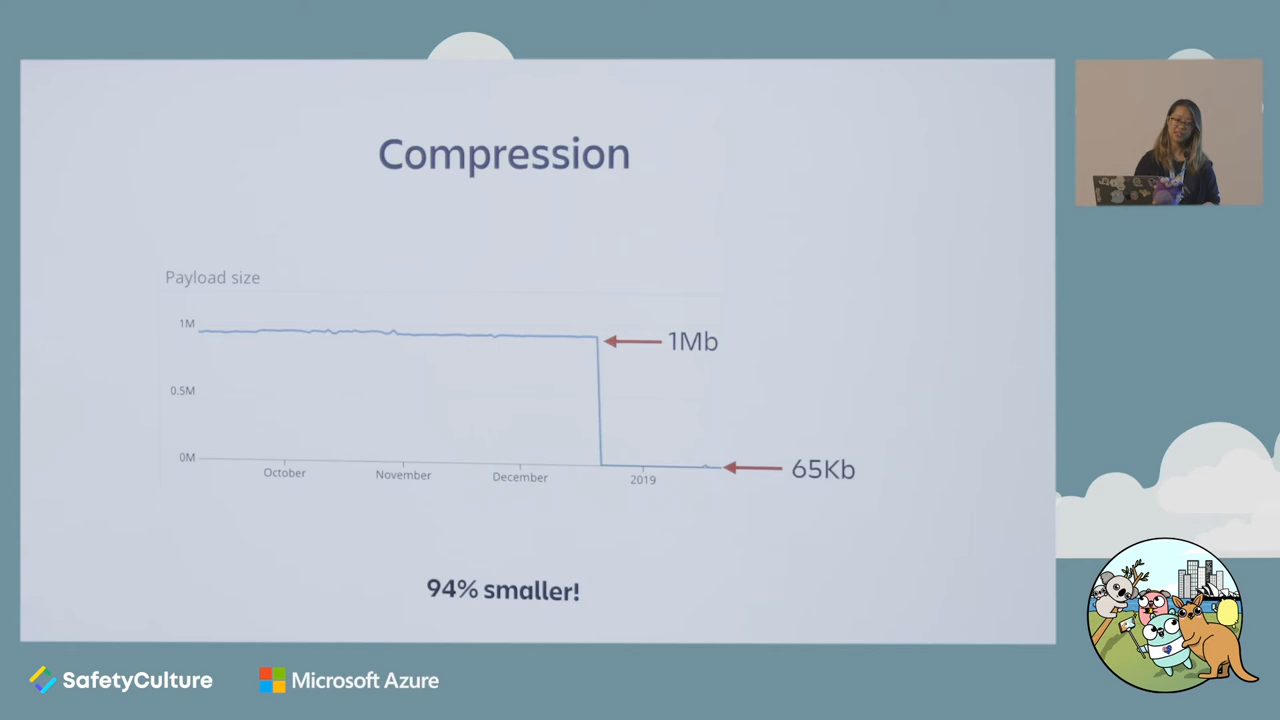 Compression
Payload size
1M
1Mb
0.5M
0M
65Kb
October
November
December
2019
94% smaller!
SafetyCulture
Microsoft Azure